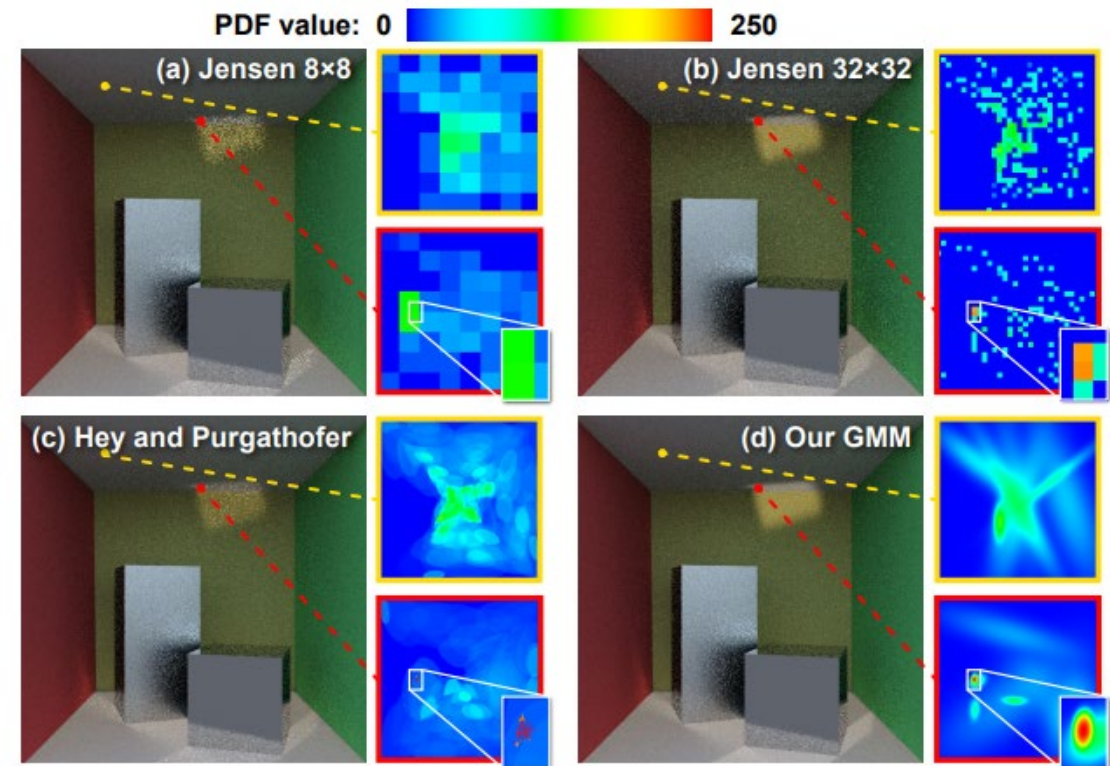 PDF value: 0 250
(a) Jensen 8×8
(b) Jensen 32×32
(c) Hey and Purgathofer
(d) Our GMM